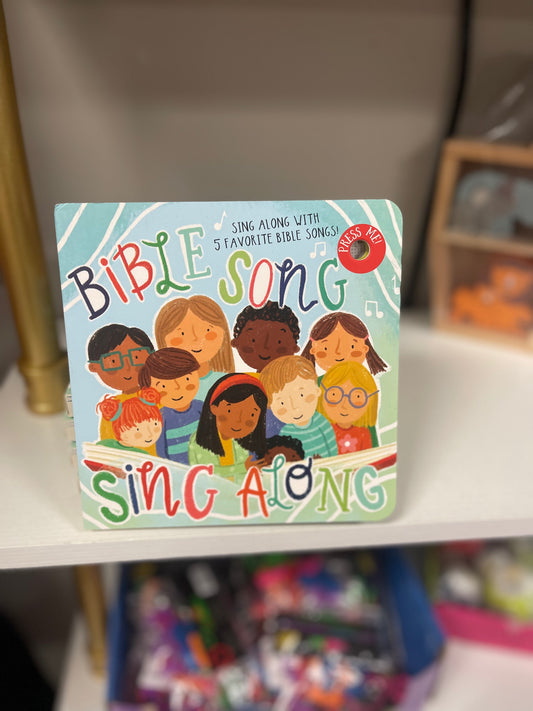 SING ALONG WITH
5 FAVORITE BIBLE SONGS!
PRESS ME!
BiBLE SONG
SiNG ALONG